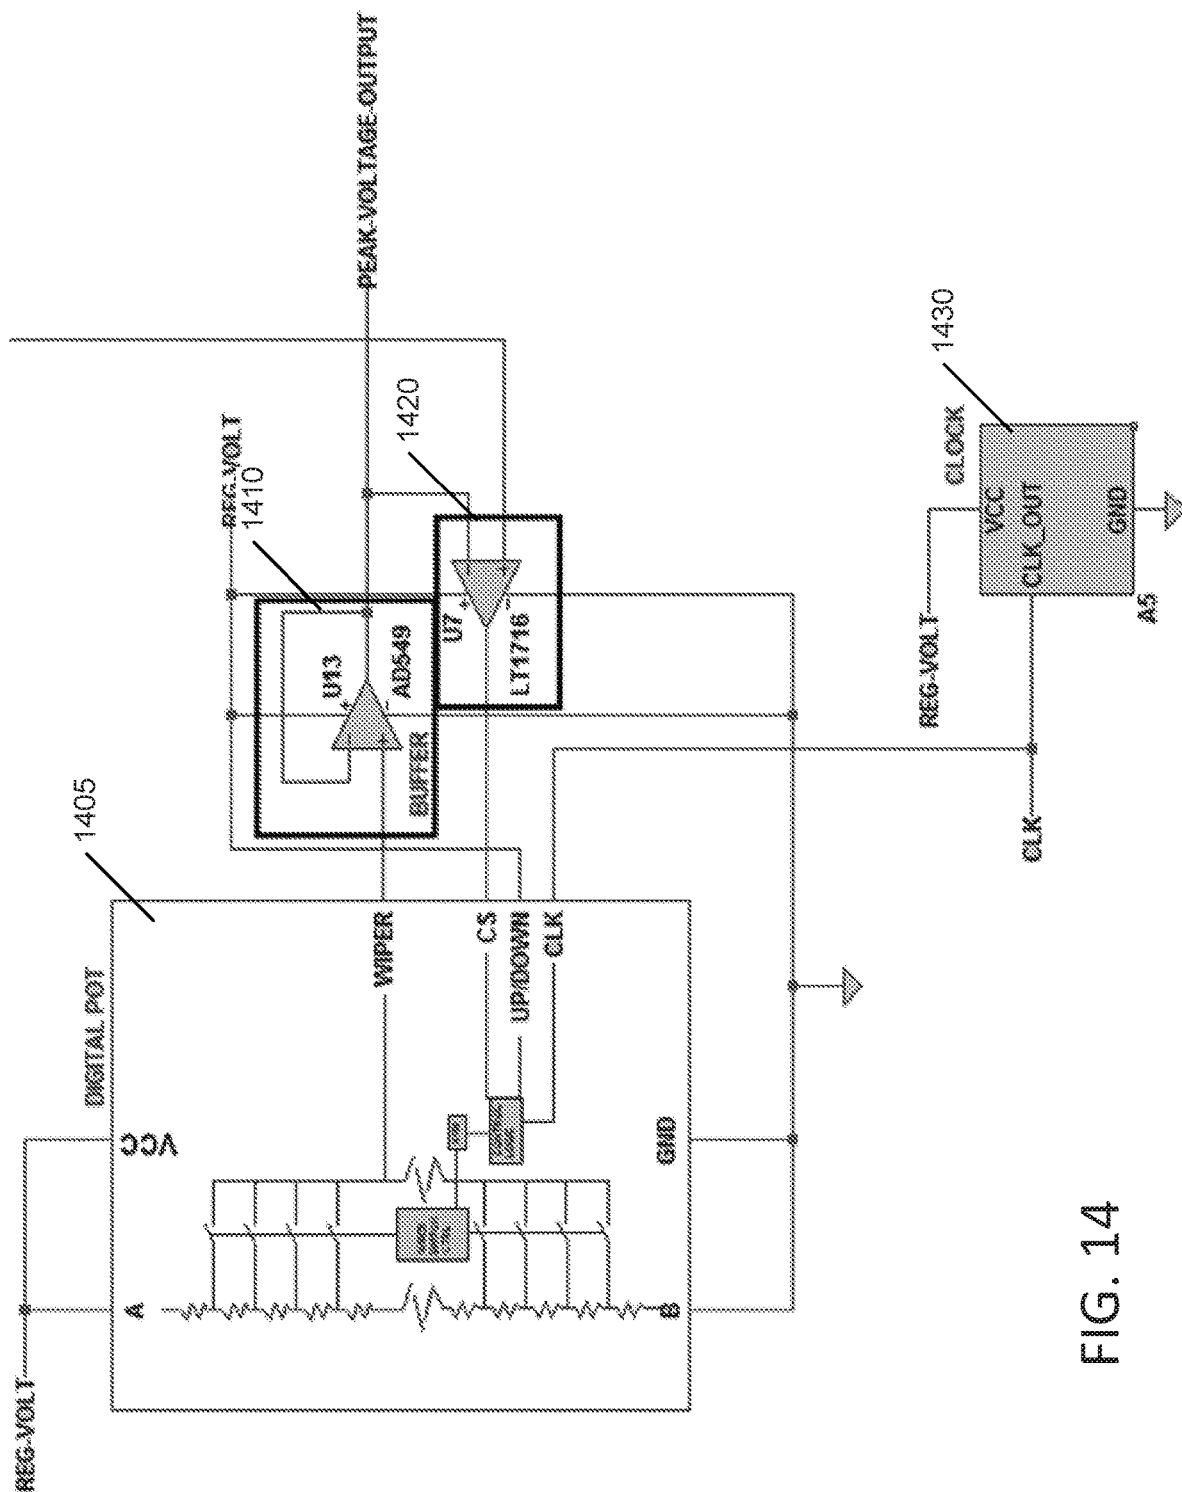 REG-VOLT
DIGITAL POT
1405
VCC
A
B
GND
WIPER
CS
UP/DOWN
CLK
REG-VOLT
1410
U13
AD549
BUFFER
1420
U7
LT1716
PEAK-VOLTAGE-OUTPUT
1430
CLOCK
REG-VOLT
VCC
CLK_OUT
GND
A5
CLK
FIG. 14